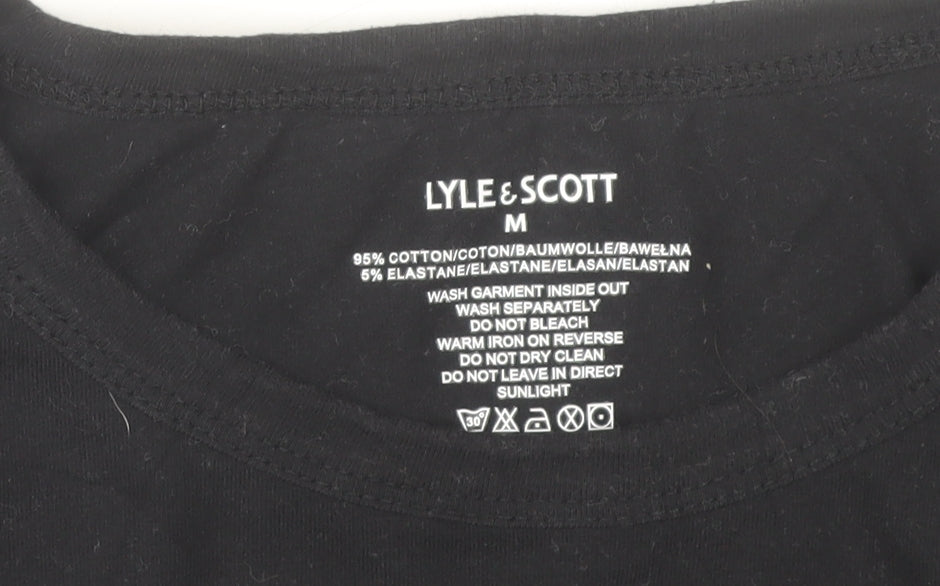 LYLE & SCOTT
M
95% COTTON/COTON/BAUMWOLLE/BAWEŁNA
5% ELASTANE/ELASTANE/ELASAN/ELASTAN
WASH GARMENT INSIDE OUT
WASH SEPARATELY
DO NOT BLEACH
WARM IRON ON REVERSE
DO NOT DRY CLEAN
DO NOT LEAVE IN DIRECT
SUNLIGHT
30°